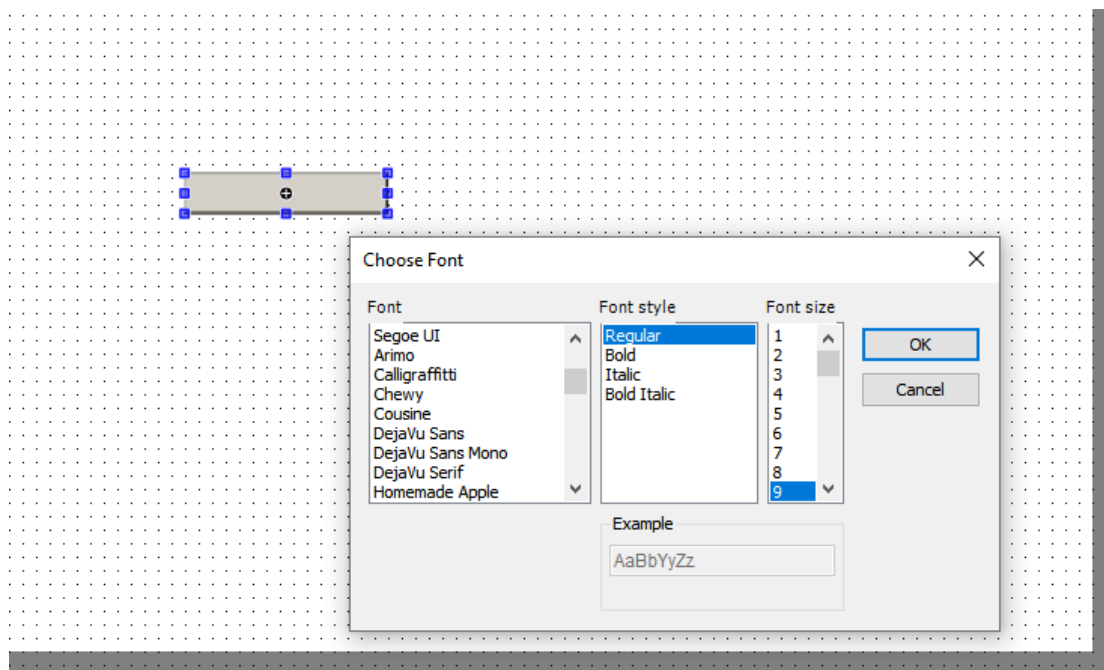 Choose Font
Font
Font style
Font size
Segoe UI
Arimo
Calligraffitti
Chewy
Cousine
DejaVu Sans
DejaVu Sans Mono
DejaVu Serif
Homemade Apple
Regular
Bold
Italic
Bold Italic
1
2
3
4
5
6
7
8
9
OK
Cancel
Example
AaBbYyZz